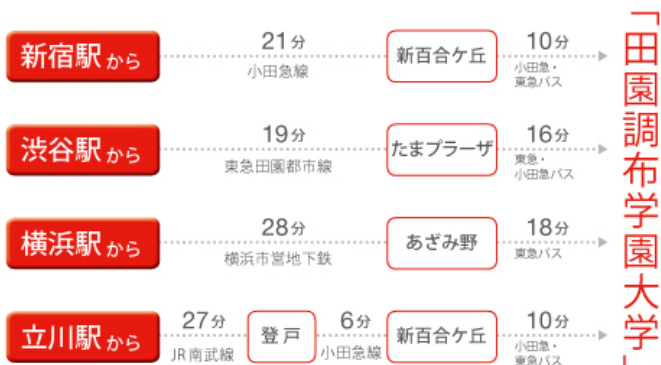 新宿駅から
21分
小田急線
新百合ケ丘
10分
小田急・
東急バス
渋谷駅から
19分
東急田園都市線
たまプラーザ
16分
東急・
小田急バス
横浜駅から
28分
横浜市営地下鉄
あざみ野
18分
東急バス
立川駅から
27分
JR南武線
登戸
6分
小田急線
新百合ケ丘
10分
小田急・
東急バス
「田園調布学園大学」